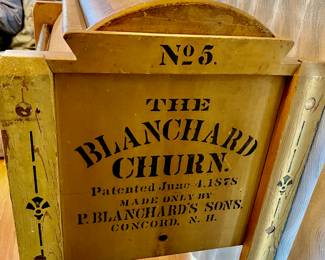 No 5.
THE
BLANCHARD
CHURN.
Patented June 4, 1878
MADE ONLY BY
P. BLANCHARD'S SONS,
CONCORD, N. H.